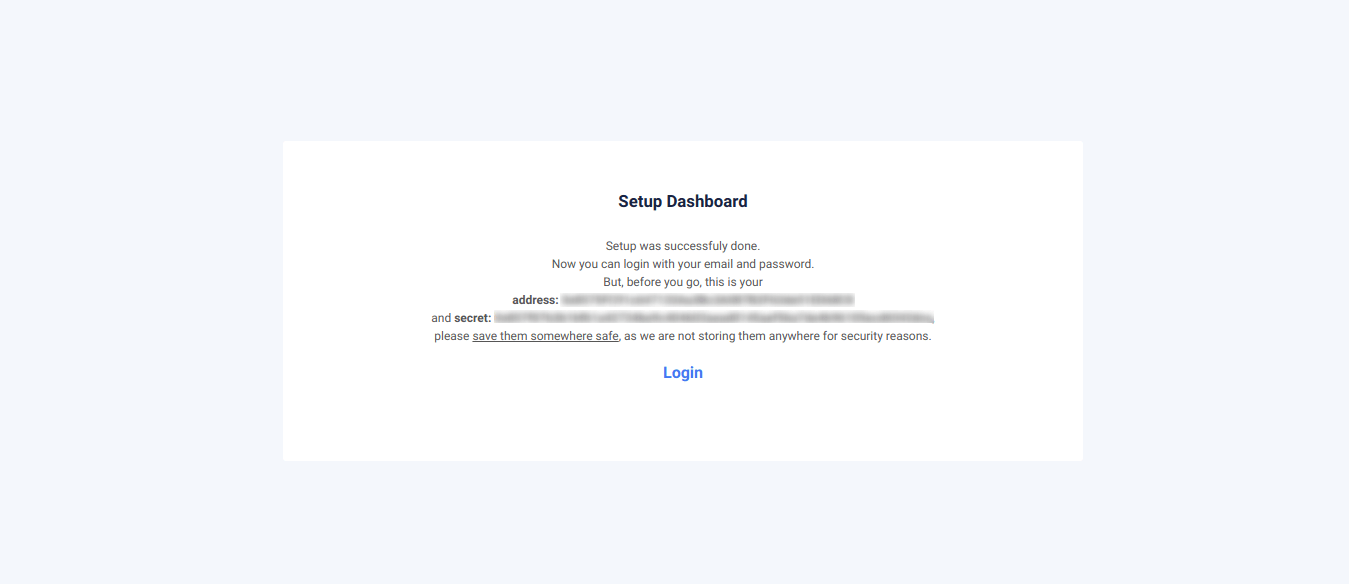 Setup Dashboard
Setup was successfuly done.
Now you can login with your email and password.
But, before you go, this is your
address:
and secret:
please save them somewhere safe, as we are not storing them anywhere for security reasons.
Login